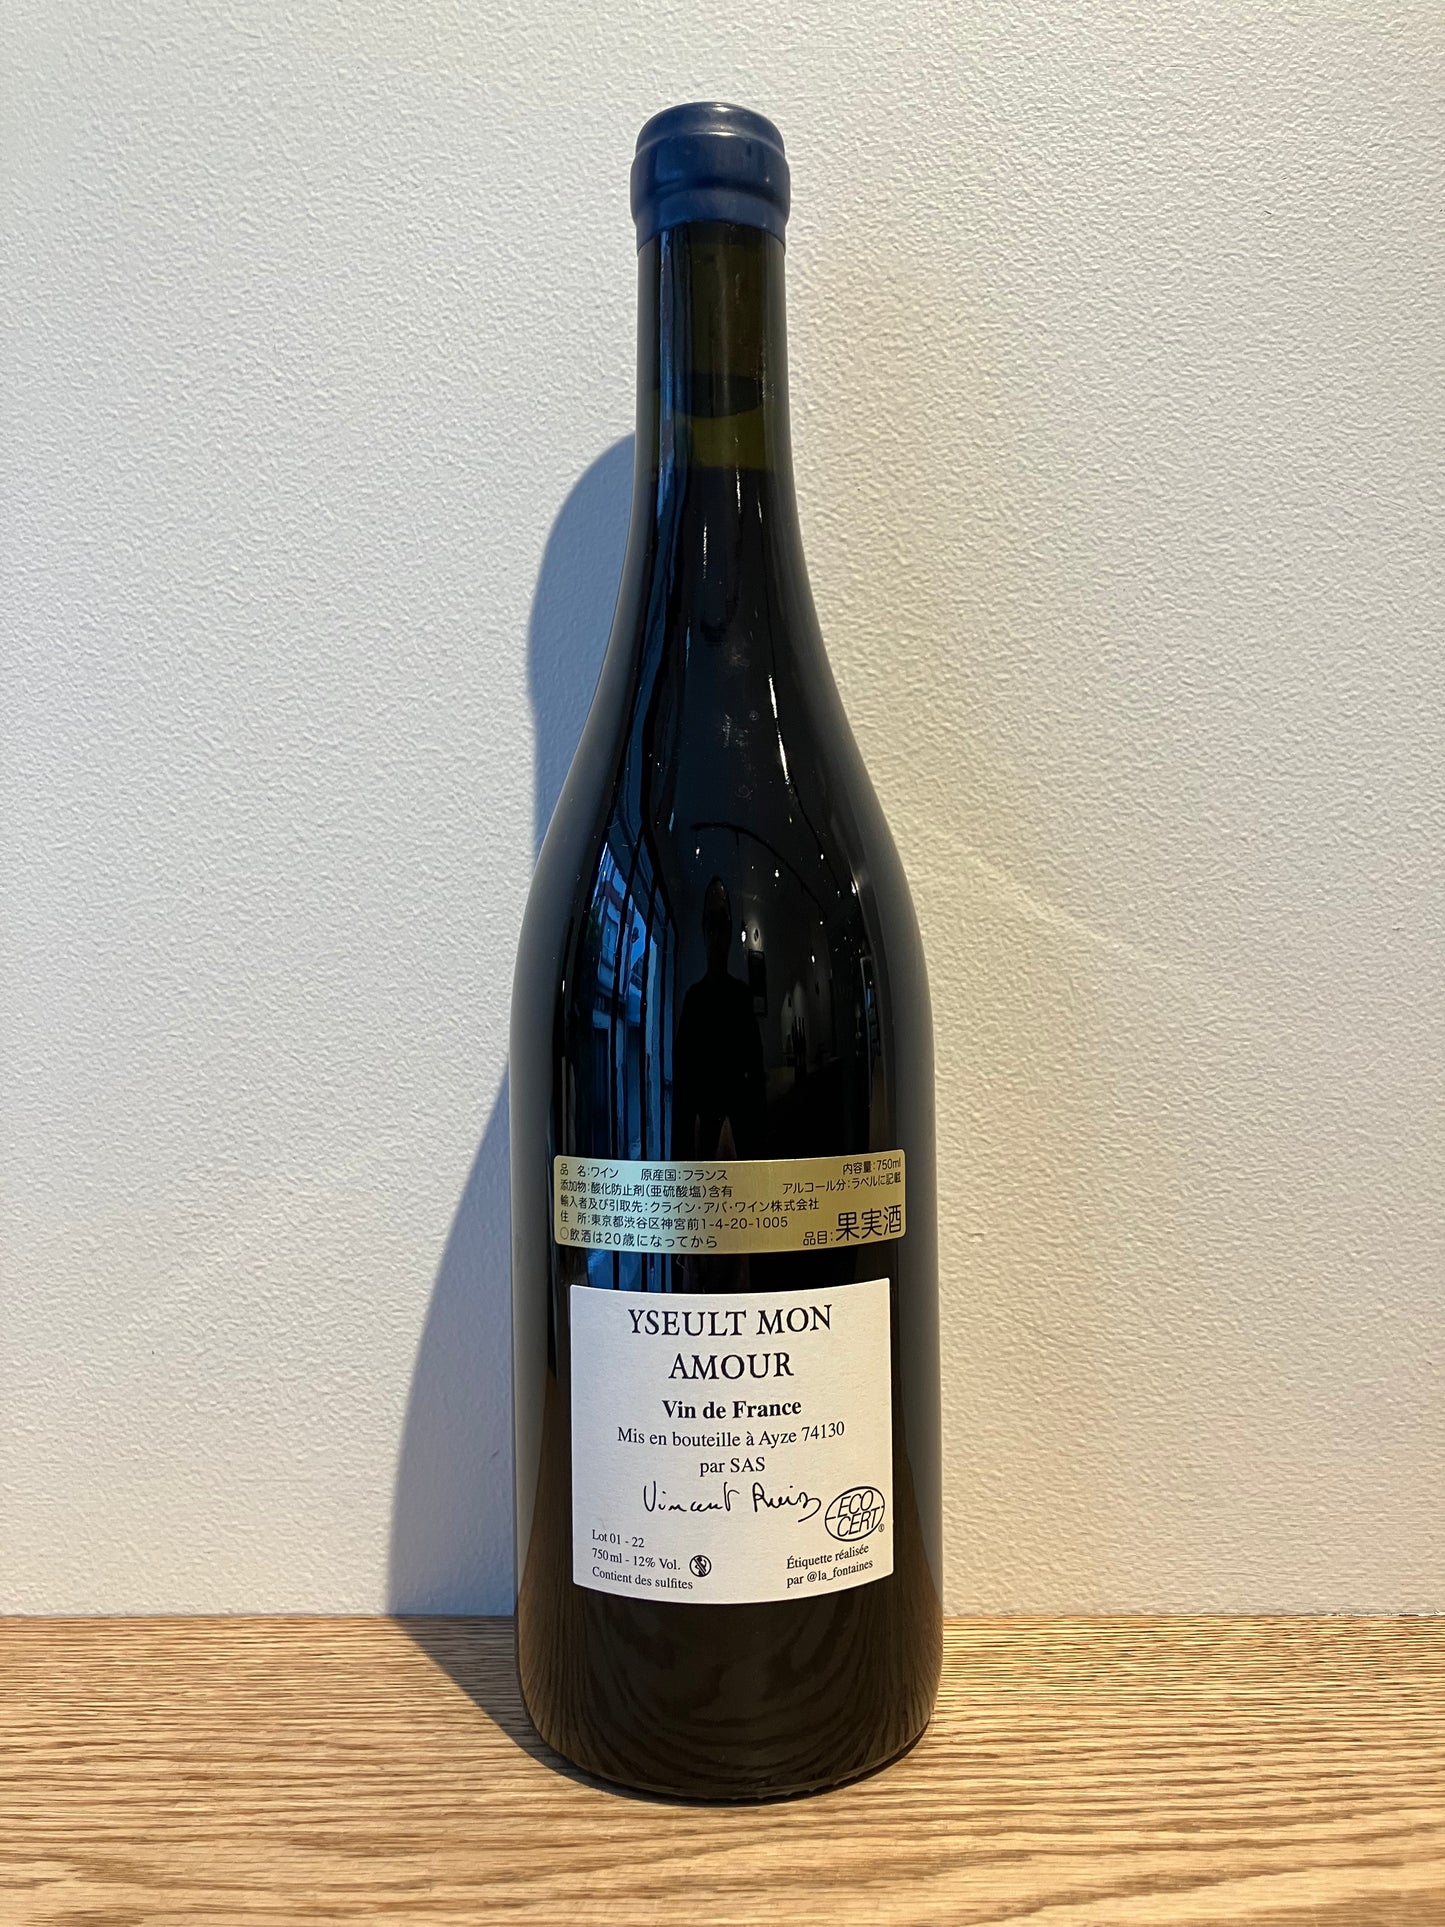 品　名:ワイン　原産国:フランス　内容量:750ml
添加物:酸化防止剤(亜硫酸塩)含有　アルコール分:ラベルに記載
輸入者及び引取先:クライン・アバ・ワイン株式会社
住　所:東京都渋谷区神宮前1-4-20-1005
○飲酒は20歳になってから　品目:果実酒
YSEULT MON
AMOUR
Vin de France
Mis en bouteille à Ayze 74130
par SAS
Vincent Ruiz
ECO
CERT
Lot 01 - 22
750 ml - 12% Vol.
Contient des sulfites
Étiquette réalisée
par @la_fontaines